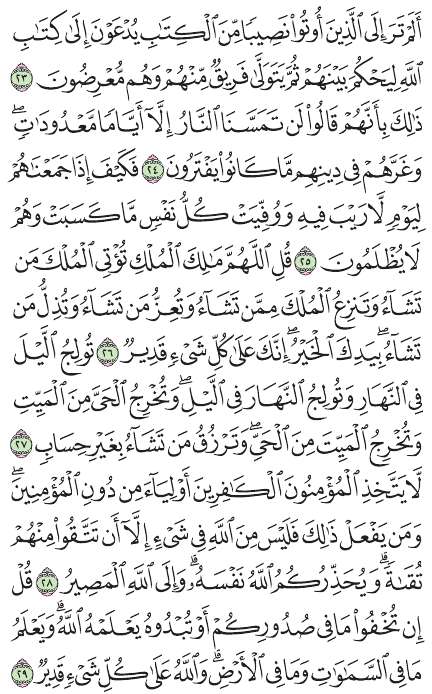 أَلَمْ تَرَ إِلَى ٱلَّذِينَ أُوتُوا۟ نَصِيبًا مِّنَ ٱلْكِتَٰبِ يُدْعَوْنَ إِلَىٰ كِتَٰبِ
ٱللَّهِ لِيَحْكُمَ بَيْنَهُمْ ثُمَّ يَتَوَلَّىٰ فَرِيقٌ مِّنْهُمْ وَهُم مُّعْرِضُونَ ٢٣
ذَٰلِكَ بِأَنَّهُمْ قَالُوا۟ لَن تَمَسَّنَا ٱلنَّارُ إِلَّآ أَيَّامًا مَّعْدُودَٰتٍ ۖ
وَغَرَّهُمْ فِى دِينِهِم مَّا كَانُوا۟ يَفْتَرُونَ ٢٤ فَكَيْفَ إِذَا جَمَعْنَٰهُمْ
لِيَوْمٍ لَّا رَيْبَ فِيهِ وَوُفِّيَتْ كُلُّ نَفْسٍ مَّا كَسَبَتْ وَهُمْ
لَا يُظْلَمُونَ ٢٥ قُلِ ٱللَّهُمَّ مَٰلِكَ ٱلْمُلْكِ تُؤْتِى ٱلْمُلْكَ مَن
تَشَآءُ وَتَنزِعُ ٱلْمُلْكَ مِمَّن تَشَآءُ وَتُعِزُّ مَن تَشَآءُ وَتُذِلُّ مَن
تَشَآءُ ۖ بِيَدِكَ ٱلْخَيْرُ ۖ إِنَّكَ عَلَىٰ كُلِّ شَىْءٍ قَدِيرٌ ٢٦ تُولِجُ ٱلَّيْلَ
فِى ٱلنَّهَارِ وَتُولِجُ ٱلنَّهَارَ فِى ٱلَّيْلِ ۖ وَتُخْرِجُ ٱلْحَىَّ مِنَ ٱلْمَيِّتِ
وَتُخْرِجُ ٱلْمَيِّتَ مِنَ ٱلْحَىِّ ۖ وَتَرْزُقُ مَن تَشَآءُ بِغَيْرِ حِسَابٍ ٢٧
لَّا يَتَّخِذِ ٱلْمُؤْمِنُونَ ٱلْكَٰفِرِينَ أَوْلِيَآءَ مِن دُونِ ٱلْمُؤْمِنِينَ ۖ
وَمَن يَفْعَلْ ذَٰلِكَ فَلَيْسَ مِنَ ٱللَّهِ فِى شَىْءٍ إِلَّآ أَن تَتَّقُوا۟ مِنْهُمْ
تُقَىٰةً ۗ وَيُحَذِّرُكُمُ ٱللَّهُ نَفْسَهُۥ ۗ وَإِلَى ٱللَّهِ ٱلْمَصِيرُ ٢٨ قُلْ
إِن تُخْفُوا۟ مَا فِى صُدُورِكُمْ أَوْ تُبْدُوهُ يَعْلَمْهُ ٱللَّهُ ۗ وَيَعْلَمُ
مَا فِى ٱلسَّمَٰوَٰتِ وَمَا فِى ٱلْأَرْضِ ۗ وَٱللَّهُ عَلَىٰ كُلِّ شَىْءٍ قَدِيرٌ ٢٩